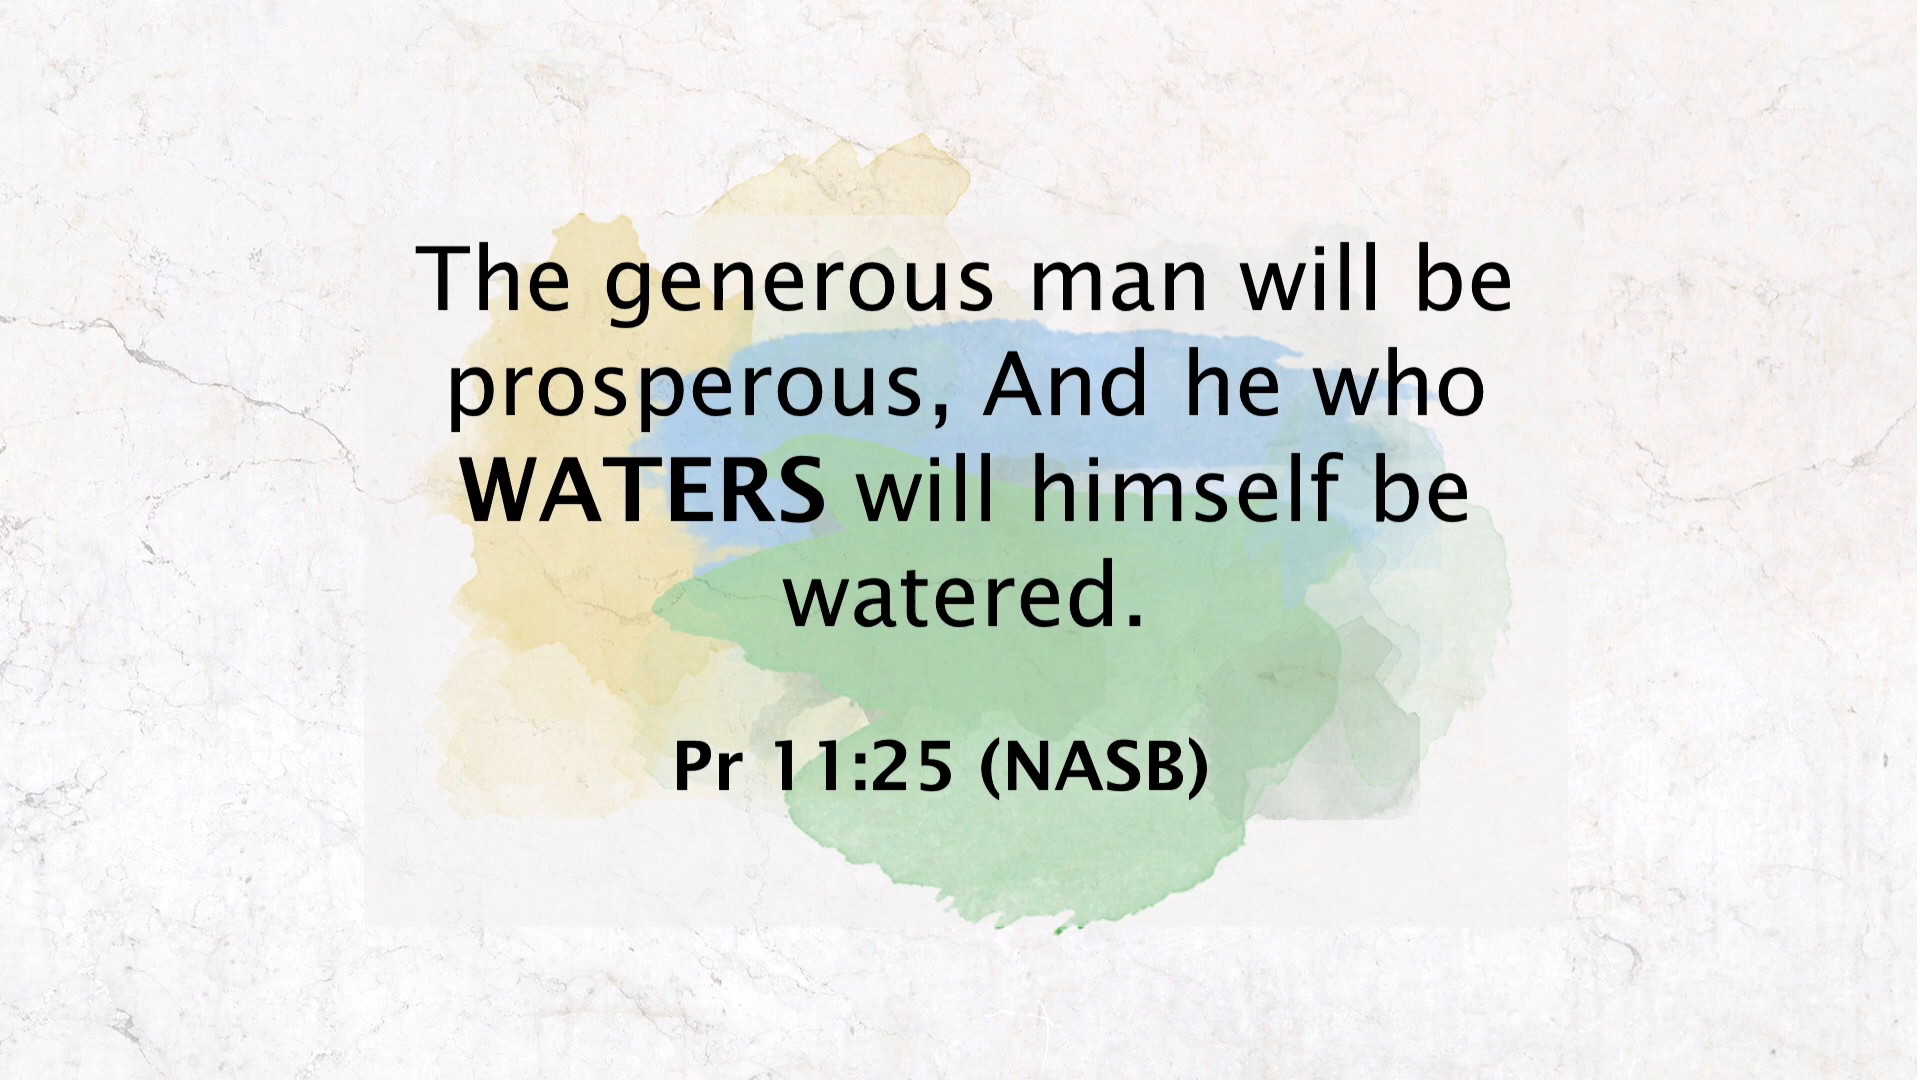 The generous man will be
prosperous, And he who
WATERS will himself be
watered.
Pr 11:25 (NASB)